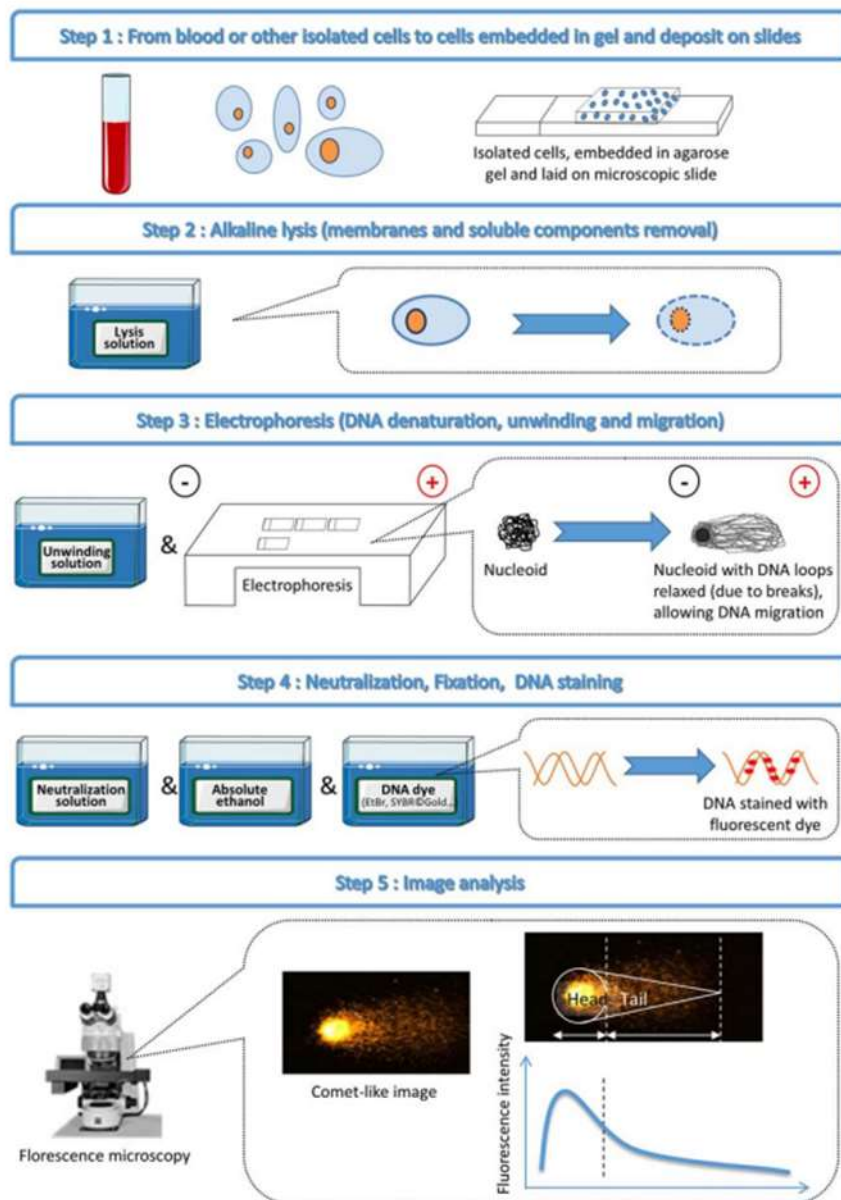 Step 1 : From blood or other isolated cells to cells embedded in gel and deposit on slides
Isolated cells, embedded in agarose
gel and laid on microscopic slide
Step 2 : Alkaline lysis (membranes and soluble components removal)
Lysis
solution
Step 3 : Electrophoresis (DNA denaturation, unwinding and migration)
- + - +
Unwinding
solution
&
Electrophoresis
Nucleoid
Nucleoid with DNA loops
relaxed (due to breaks),
allowing DNA migration
Step 4 : Neutralization, Fixation, DNA staining
Neutralization
solution
&
Absolute
ethanol
&
DNA dye
(EtBr, SYBR©Gold...
DNA stained with
fluorescent dye
Step 5 : Image analysis
Head Tail
Comet-like image
Fluorescence intensity
Florescence microscopy